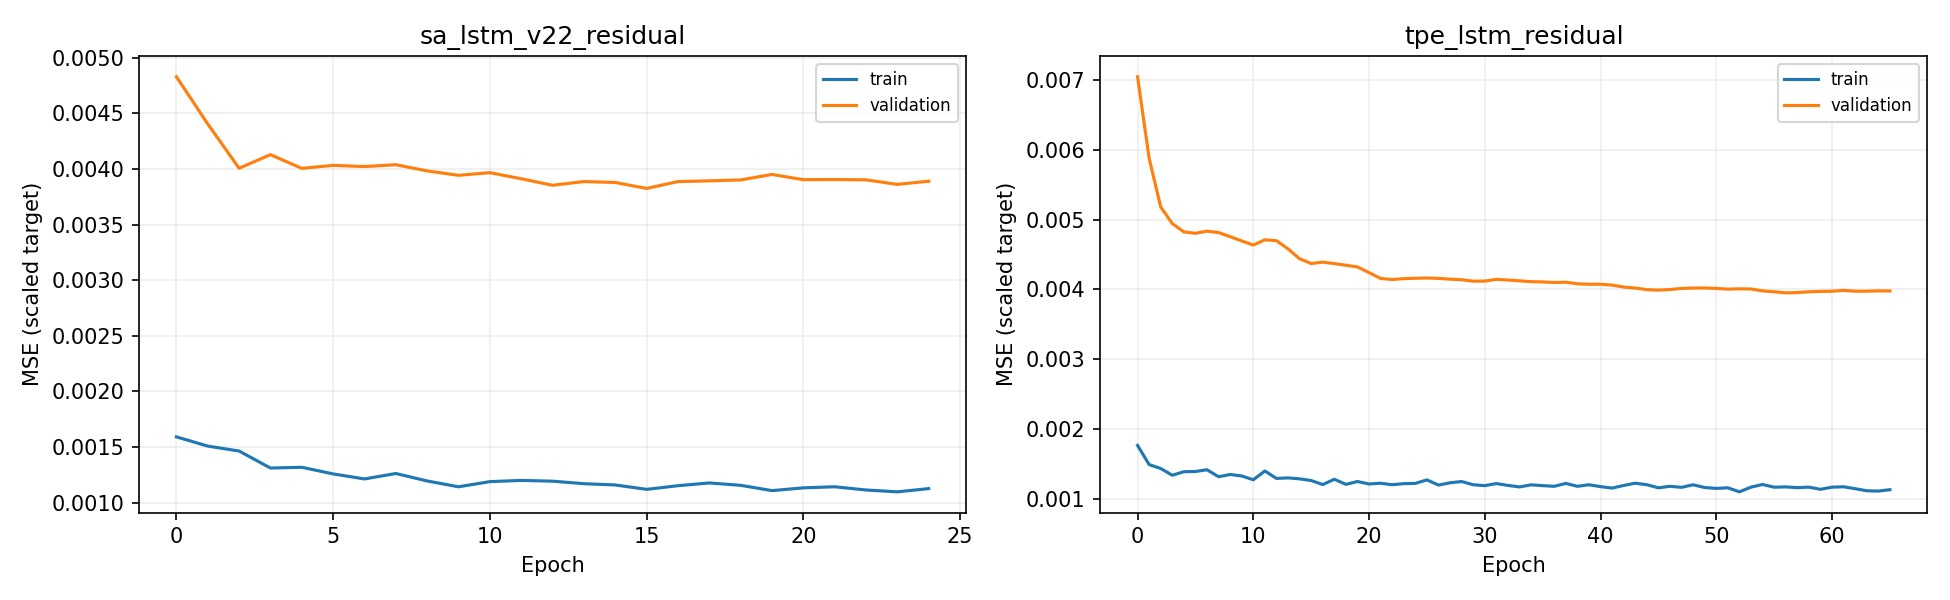 sa_lstm_v22_residual
MSE (scaled target)
0.0050
0.0045
0.0040
0.0035
0.0030
0.0025
0.0020
0.0015
0.0010
train
validation
0 5 10 15 20 25
Epoch
tpe_lstm_residual
MSE (scaled target)
0.007
0.006
0.005
0.004
0.003
0.002
0.001
train
validation
0 10 20 30 40 50 60
Epoch